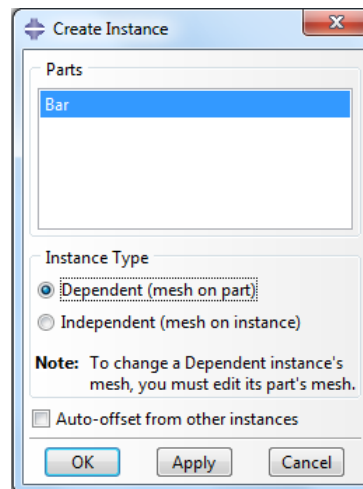 Create Instance
Parts
Bar
Instance Type
Dependent (mesh on part)
Independent (mesh on instance)
Note: To change a Dependent instance's
mesh, you must edit its part's mesh.
Auto-offset from other instances
OK Apply Cancel